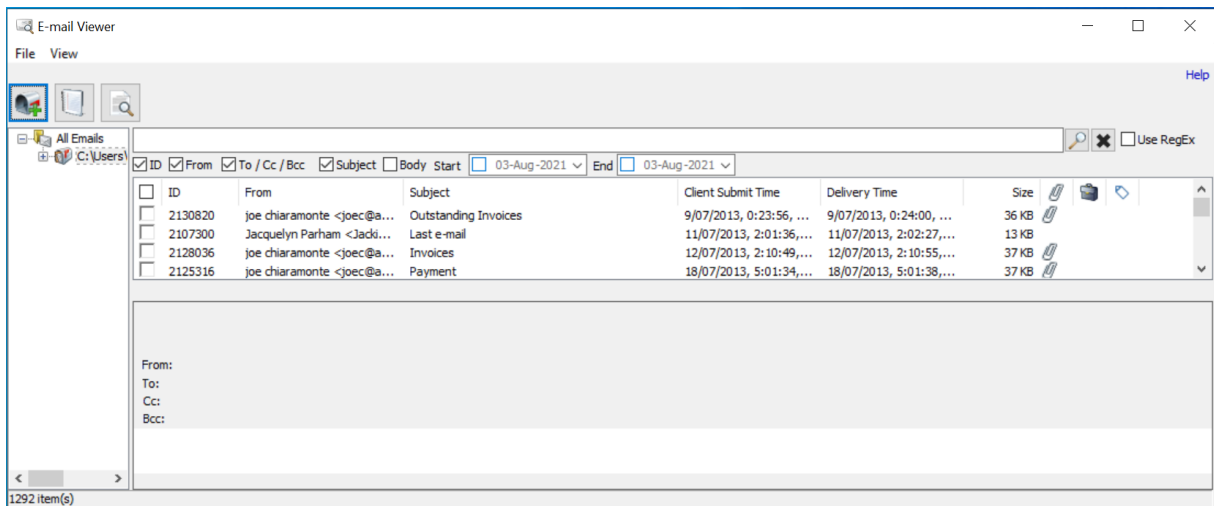 E-mail Viewer
File View
Help
All Emails
C:\Users\
Use RegEx
ID From To / Cc / Bcc Subject Body Start 03-Aug-2021 End 03-Aug-2021
ID From Subject Client Submit Time Delivery Time Size
2130820 joe chiaramonte <joec@a... Outstanding Invoices 9/07/2013, 0:23:56, ... 9/07/2013, 0:24:00, ... 36 KB
2107300 Jacquelyn Parham <Jacki... Last e-mail 11/07/2013, 2:01:36,... 11/07/2013, 2:02:27,... 13 KB
2128036 joe chiaramonte <joec@a... Invoices 12/07/2013, 2:10:49,... 12/07/2013, 2:10:55,... 37 KB
2125316 joe chiaramonte <joec@a... Payment 18/07/2013, 5:01:34,... 18/07/2013, 5:01:38,... 37 KB
From:
To:
Cc:
Bcc:
1292 item(s)